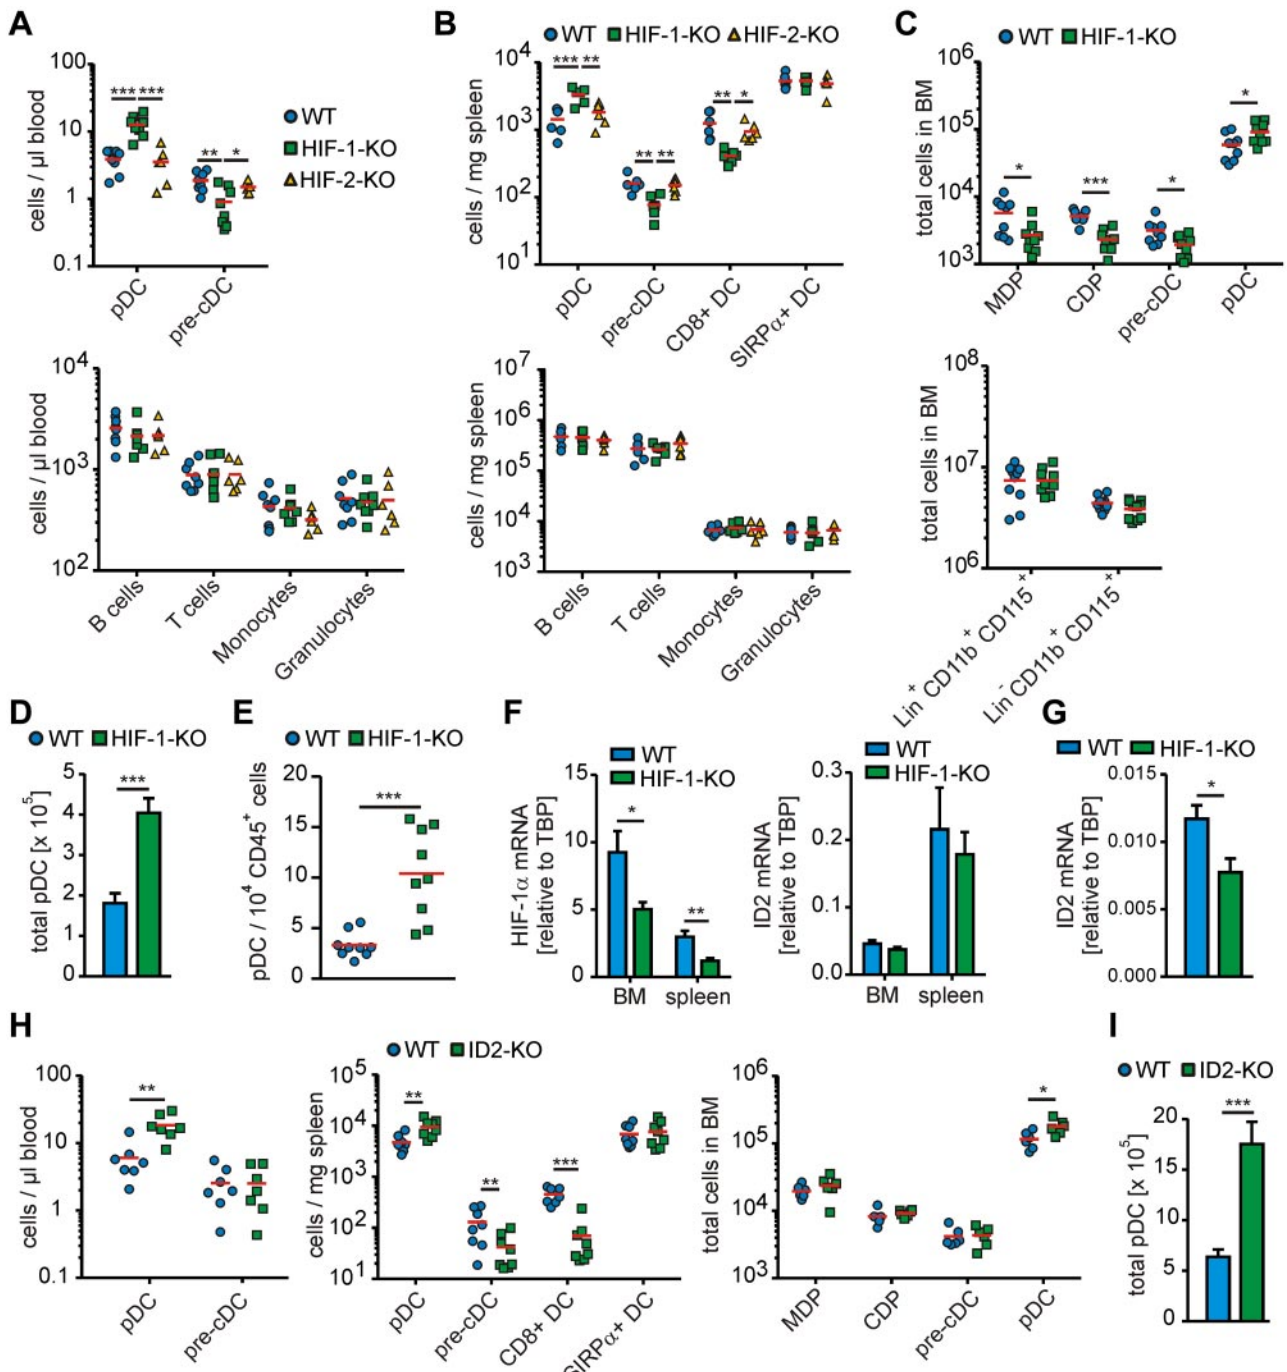 A
B
C
WT
HIF-1-KO
HIF-2-KO
cells / µl blood
100
10
1
0.1
*** ***
** *
pDC
pre-cDC
WT HIF-1-KO HIF-2-KO
cells / mg spleen
10^4
10^3
10^2
10^1
*** **
** **
** *
pDC
pre-cDC
CD8+ DC
SIRPα+ DC
WT HIF-1-KO
total cells in BM
10^6
10^5
10^4
10^3
*
***
*
*
MDP
CDP
pre-cDC
pDC
cells / µl blood
10^4
10^3
10^2
B cells
T cells
Monocytes
Granulocytes
cells / mg spleen
10^7
10^6
10^5
10^4
10^3
B cells
T cells
Monocytes
Granulocytes
total cells in BM
10^8
10^7
10^6
Lin^+ CD11b^+ CD115^+
Lin^- CD11b^+ CD115^+
D
WT HIF-1-KO
total pDC [x 10^5]
5
4
3
2
1
0
***
E
WT HIF-1-KO
pDC / 10^4 CD45^+ cells
20
15
10
5
0
***
F
WT
HIF-1-KO
HIF-1α mRNA
[relative to TBP]
15
10
5
0
*
**
BM spleen
WT
HIF-1-KO
ID2 mRNA
[relative to TBP]
0.3
0.2
0.1
0.0
BM spleen
G
WT HIF-1-KO
ID2 mRNA
[relative to TBP]
0.015
0.010
0.005
0.000
*
H
WT ID2-KO
cells / µl blood
100
10
1
0.1
**
pDC
pre-cDC
cells / mg spleen
10^5
10^4
10^3
10^2
10^1
**
**
***
pDC
pre-cDC
CD8+ DC
SIRPα+ DC
total cells in BM
10^6
10^5
10^4
10^3
*
MDP
CDP
pre-cDC
pDC
I
WT ID2-KO
total pDC [x 10^5]
20
15
10
5
0
***